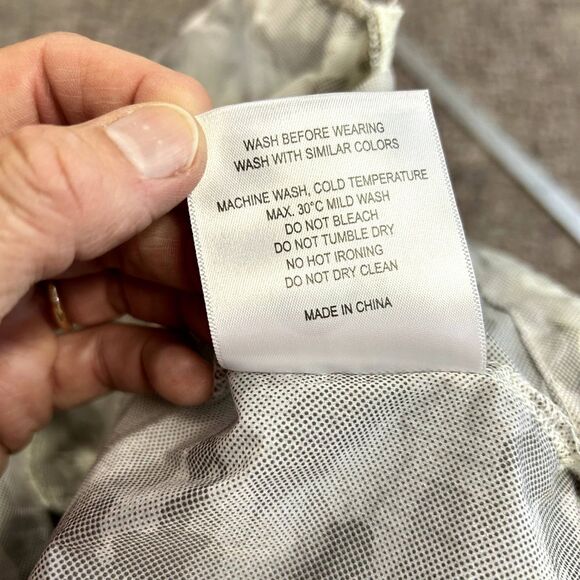 WASH BEFORE WEARING
WASH WITH SIMILAR COLORS
MACHINE WASH, COLD TEMPERATURE
MAX. 30°C MILD WASH
DO NOT BLEACH
DO NOT TUMBLE DRY
NO HOT IRONING
DO NOT DRY CLEAN
MADE IN CHINA